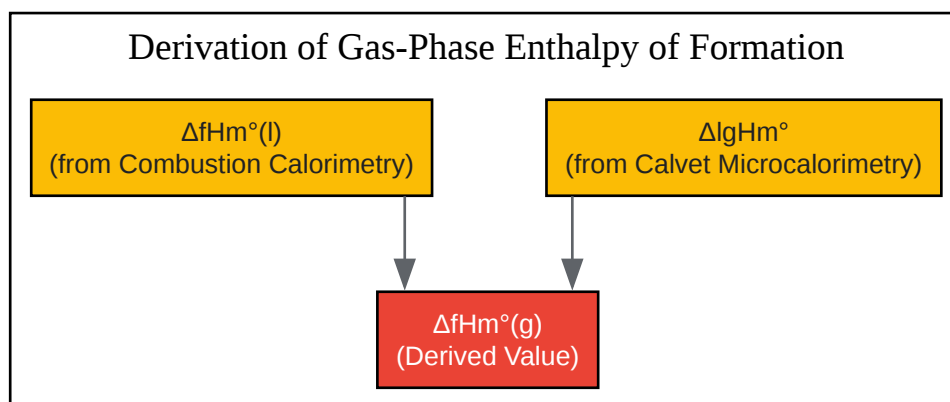 Derivation of Gas-Phase Enthalpy of Formation
ΔfHm°(l)
(from Combustion Calorimetry)
ΔlgHm°
(from Calvet Microcalorimetry)
ΔfHm°(g)
(Derived Value)